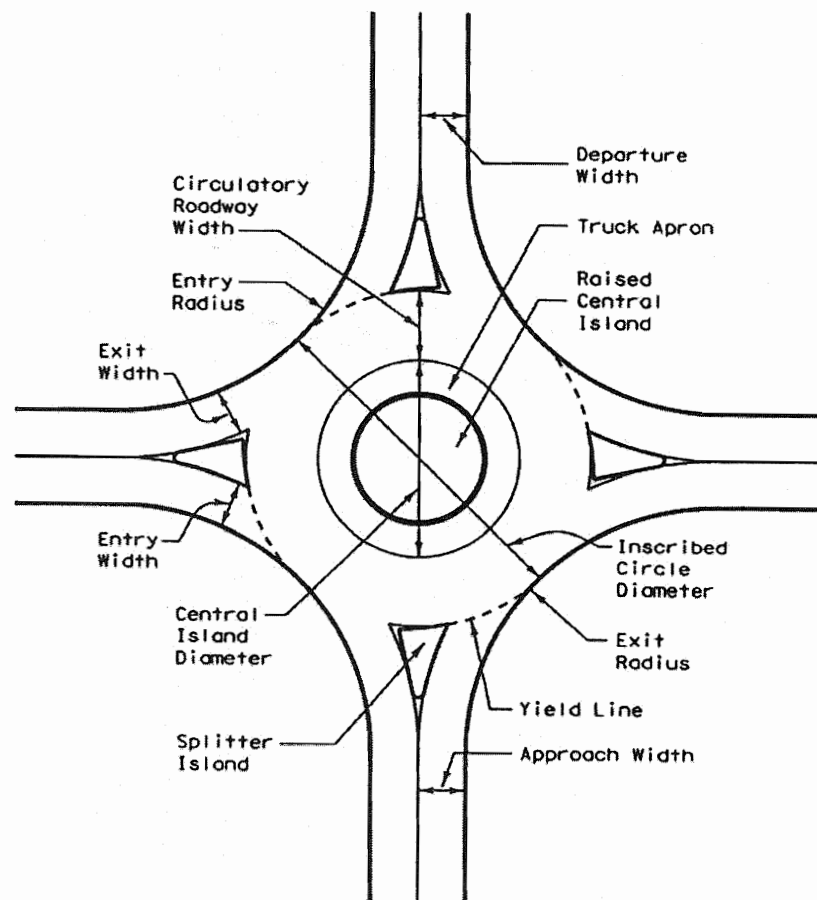 Departure
Width
Circulatory
Roadway
Width
Truck Apron
Entry
Radius
Raised
Central
Island
Exit
Width
Entry
Width
Inscribed
Circle
Diameter
Central
Island
Diameter
Exit
Radius
Yield Line
Splitter
Island
Approach Width